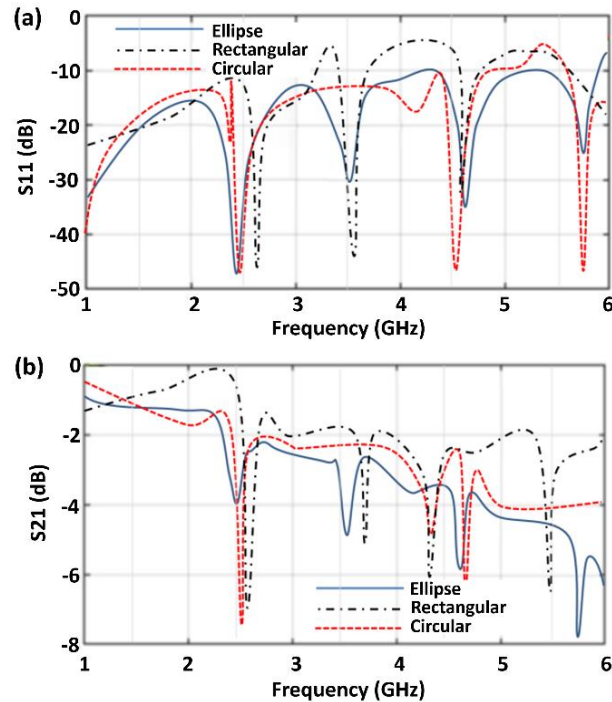 (a)
0
-10
-20
-30
-40
-50
S11 (dB)
Ellipse
Rectangular
Circular
1 2 3 4 5 6
Frequency (GHz)
(b)
0
-2
-4
-6
-8
S21 (dB)
Ellipse
Rectangular
Circular
1 2 3 4 5 6
Frequency (GHz)